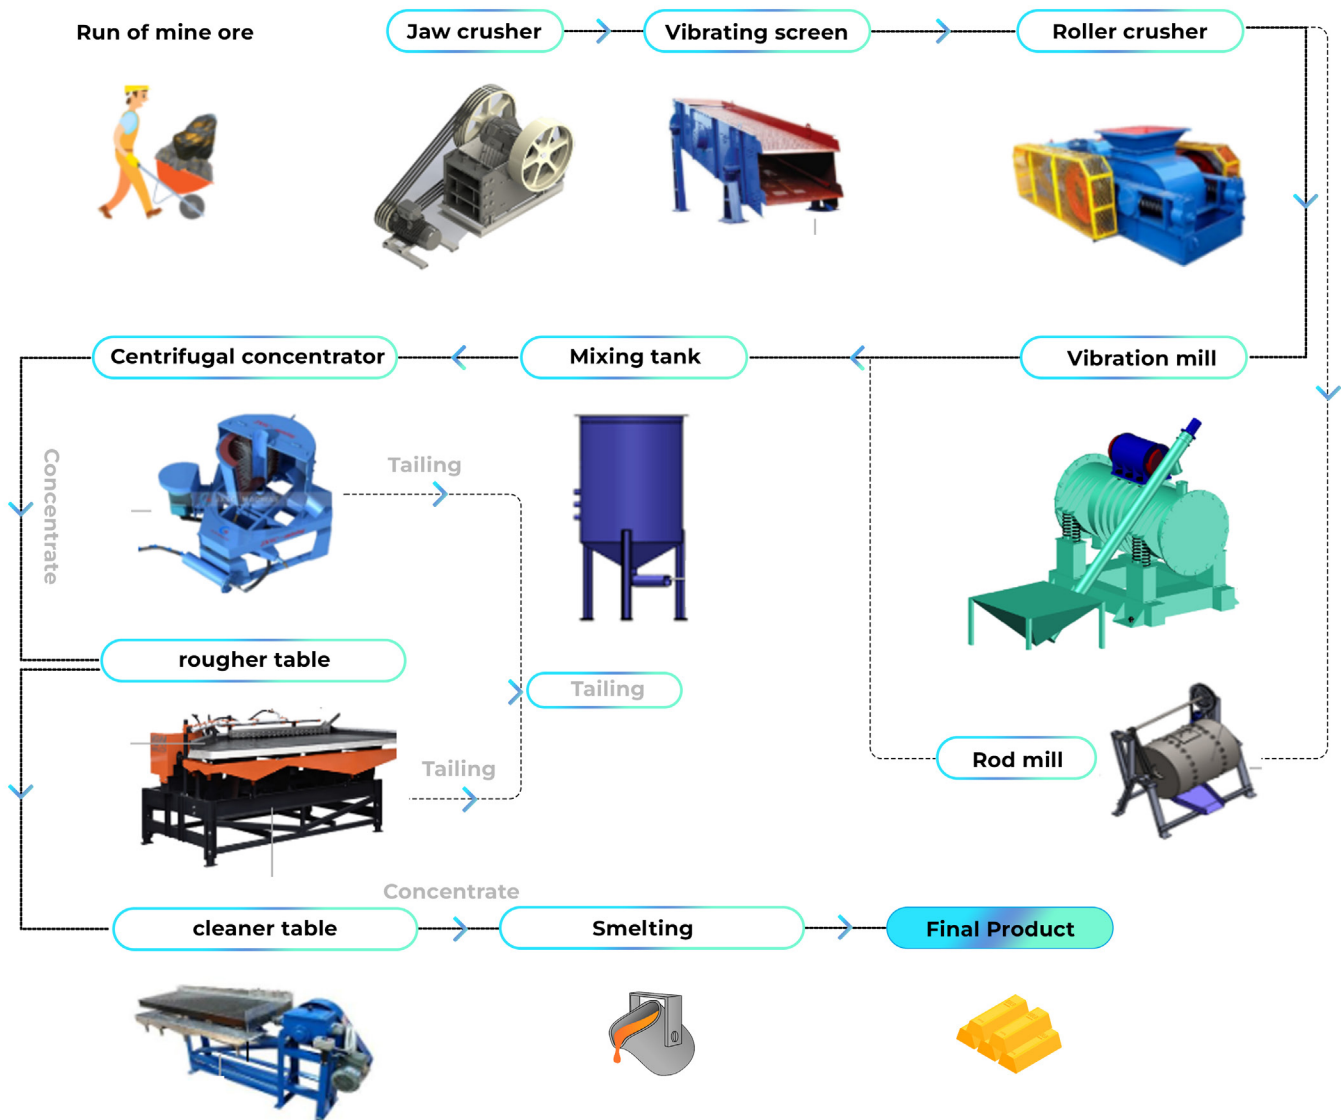 Run of mine ore
Jaw crusher
Vibrating screen
Roller crusher
Centrifugal concentrator
Mixing tank
Vibration mill
Concentrate
Tailing
rougher table
Tailing
Rod mill
Tailing
Concentrate
cleaner table
Smelting
Final Product